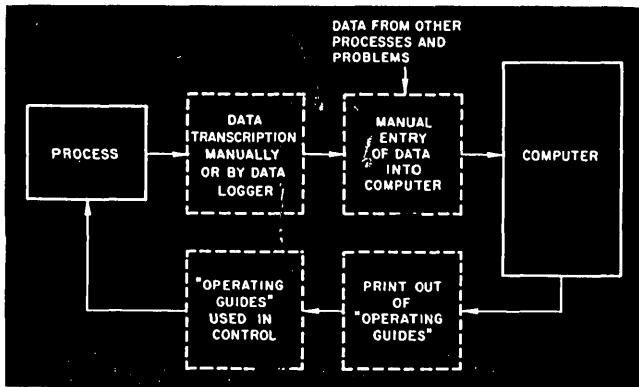 DATA FROM OTHER
PROCESSES AND
PROBLEMS
PROCESS
DATA
TRANSCRIPTION
MANUALLY
OR BY DATA
LOGGER
MANUAL
ENTRY
OF DATA
INTO
COMPUTER
COMPUTER
"OPERATING
GUIDES"
USED IN
CONTROL
PRINT OUT
OF
"OPERATING
GUIDES"